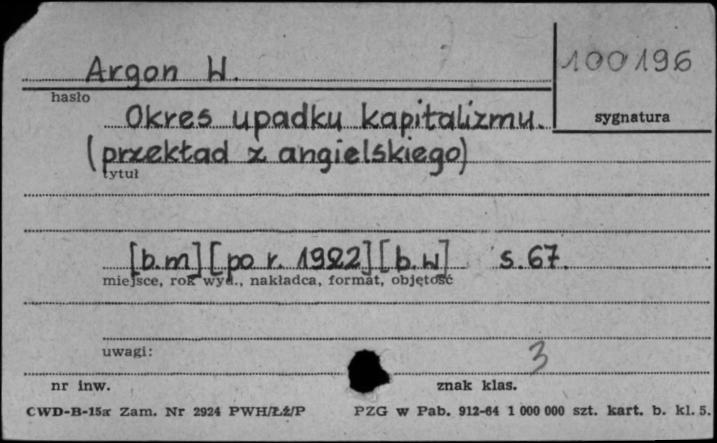 Argon W.
100196
hasło
sygnatura
Okres upadku kapitalizmu.
(przekład z angielskiego)
tytuł
[b.m] [po r. 1922] [b.w] s. 67.
miejsce, rok wyd., nakładca, format, objętość
uwagi:
3
nr inw.
znak klas.
CWD-B-15a Zam. Nr 2924 PWH/ŁŻ/P PZG w Pab. 912-64 1 000 000 szt. kart. b. kl. 5.